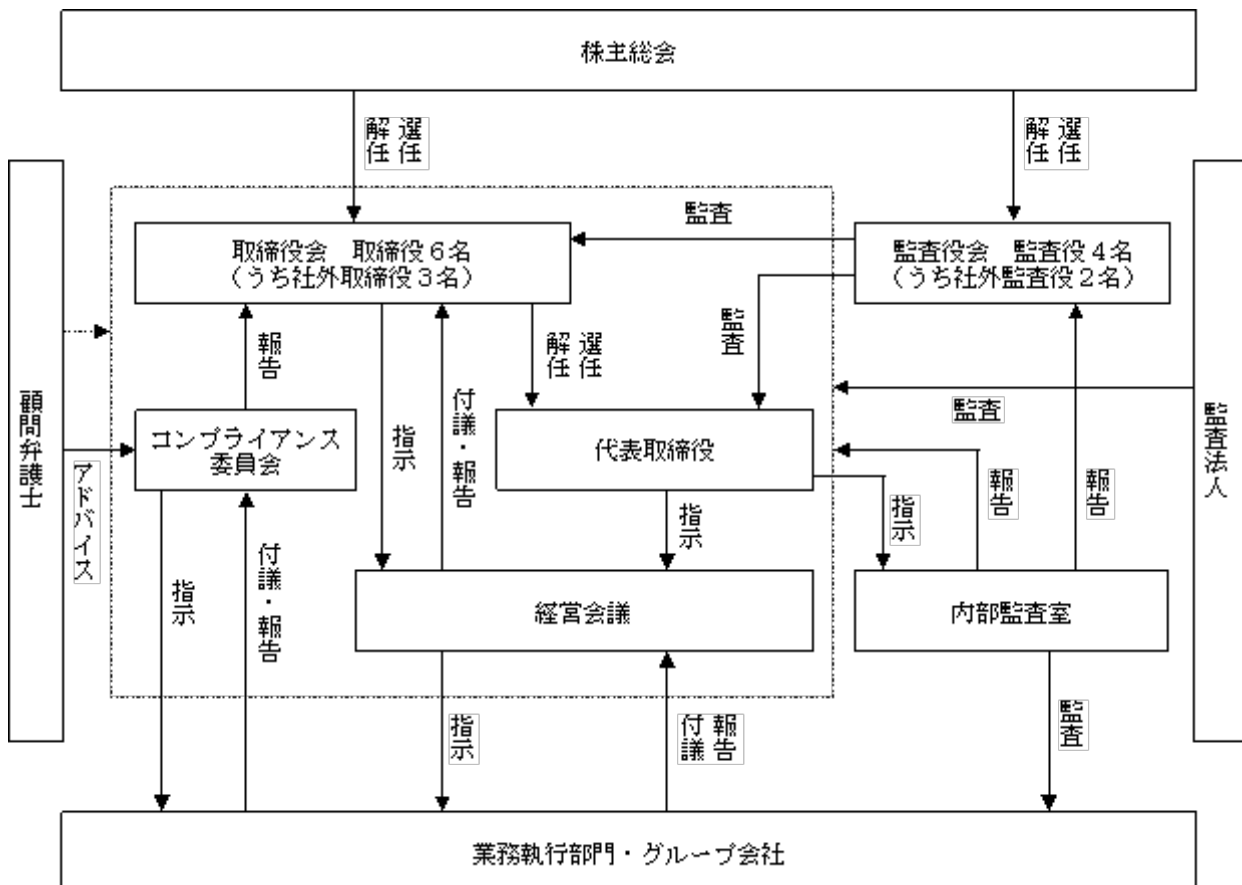 株主総会
選任
解任
選任
解任
監査
取締役会　取締役６名
（うち社外取締役３名）
監査役会　監査役４名
（うち社外監査役２名）
監査
報告
選任
解任
顧問弁護士
監査法人
付議・報告
指示
監査
コンプライアンス
委員会
代表取締役
アドバイス
報告
報告
指示
指示
付議・報告
指示
経営会議
内部監査室
指示
報告
付議
監査
業務執行部門・グループ会社